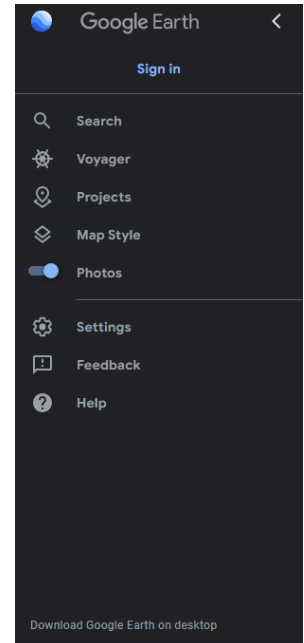 Google Earth
Sign in
Search
Voyager
Projects
Map Style
Photos
Settings
Feedback
Help
Download Google Earth on desktop